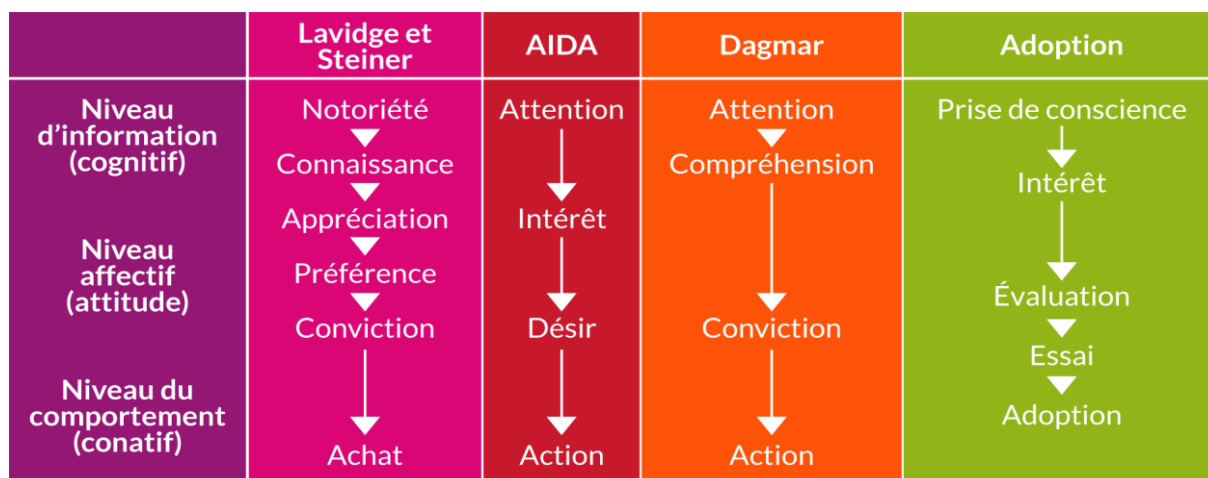 Lavidge et
Steiner
AIDA
Dagmar
Adoption
Niveau
d’information
(cognitif)
Notoriété
Connaissance
Attention
Attention
Compréhension
Prise de conscience
Intérêt
Niveau
affectif
(attitude)
Appréciation
Préférence
Conviction
Intérêt
Désir
Conviction
Évaluation
Niveau du
comportement
(conatif)
Achat
Action
Action
Essai
Adoption